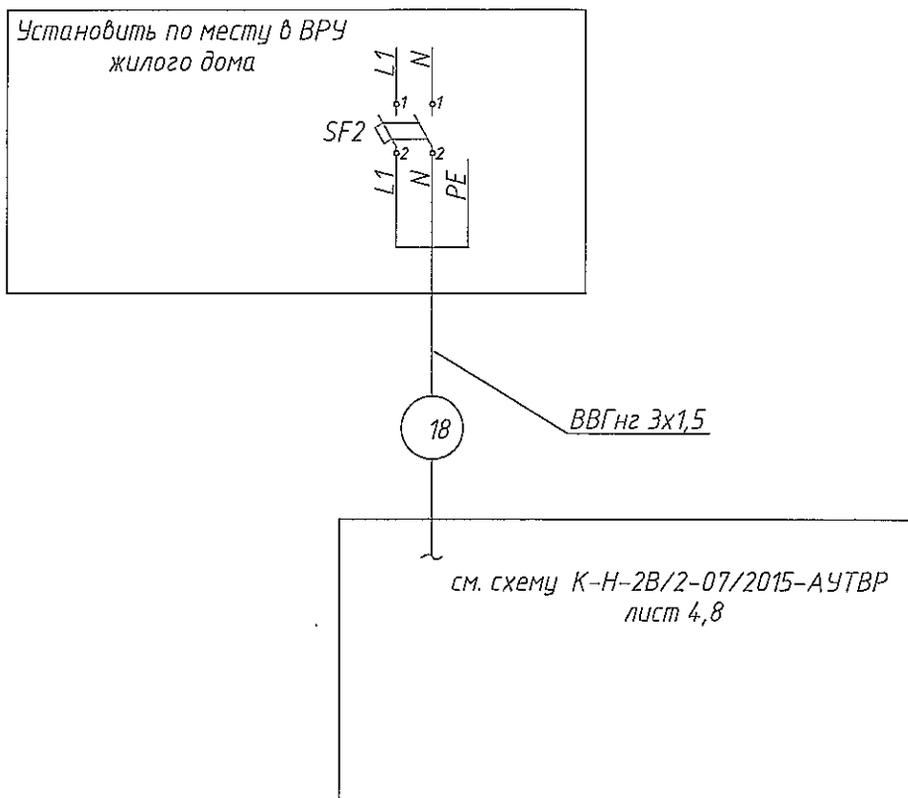 Установить по месту в ВРУ
жилого дома
L1 N
1 1
SF2
2 2
L1 N PE
18
ВВГнг 3х1,5
см. схему К-Н-2В/2-07/2015-АУТВР
лист 4,8